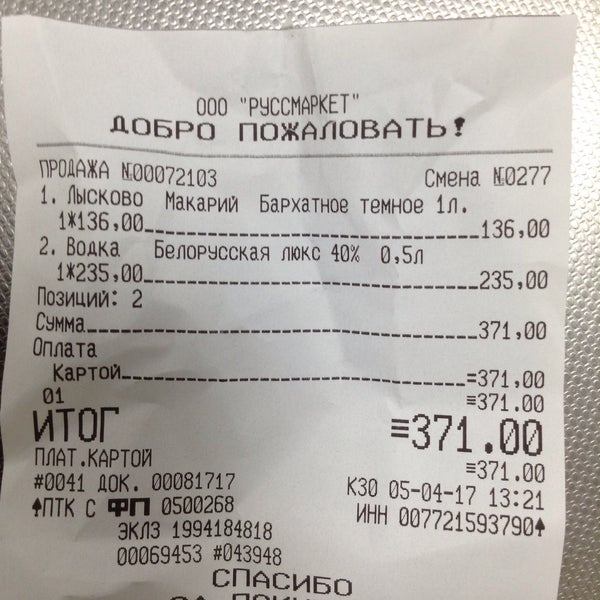 ООО "РУССМАРКЕТ"
ДОБРО ПОЖАЛОВАТЬ!
ПРОДАЖА №00072103 Смена №0277
1. Лысково Макарий Бархатное темное 1л.
1*136,00 136,00
2. Водка Белорусская люкс 40% 0,5л
1*235,00 235,00
Позиций: 2
Сумма 371,00
Оплата
Картой =371,00
01 ≡371.00
ИТОГ ≡371.00
ПЛАТ.КАРТОЙ ≡371.00
#0041 ДОК. 00081717 К30 05-04-17 13:21
ПТК С ФП 0500268 ИНН 007721593790
ЭКЛЗ 1994184818
00069453 #043948
СПАСИБО